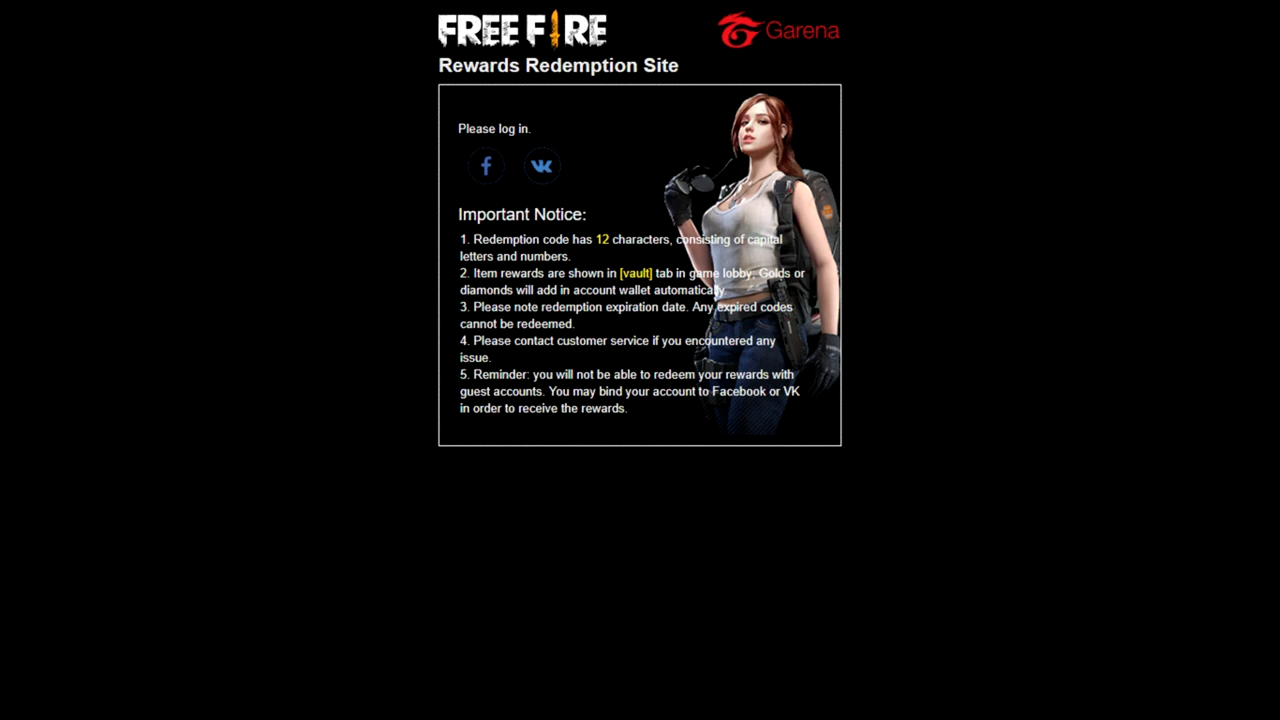 FREE FIRE
Garena
Rewards Redemption Site
Please log in.
Important Notice:
1. Redemption code has 12 characters, consisting of capital
letters and numbers.
2. Item rewards are shown in [vault] tab in game lobby; Golds or
diamonds will add in account wallet automatically.
3. Please note redemption expiration date. Any expired codes
cannot be redeemed.
4. Please contact customer service if you encountered any
issue.
5. Reminder: you will not be able to redeem your rewards with
guest accounts. You may bind your account to Facebook or VK
in order to receive the rewards.